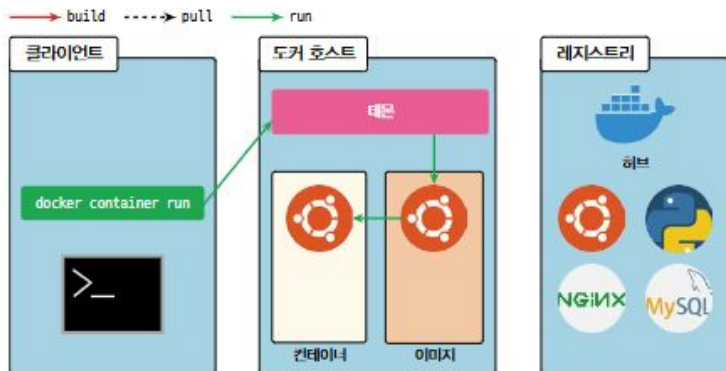 build pull run
클라이언트 도커 호스트 레지스트리
데몬
허브
docker container run
>_
NGiNX
MySQL
컨테이너 이미지